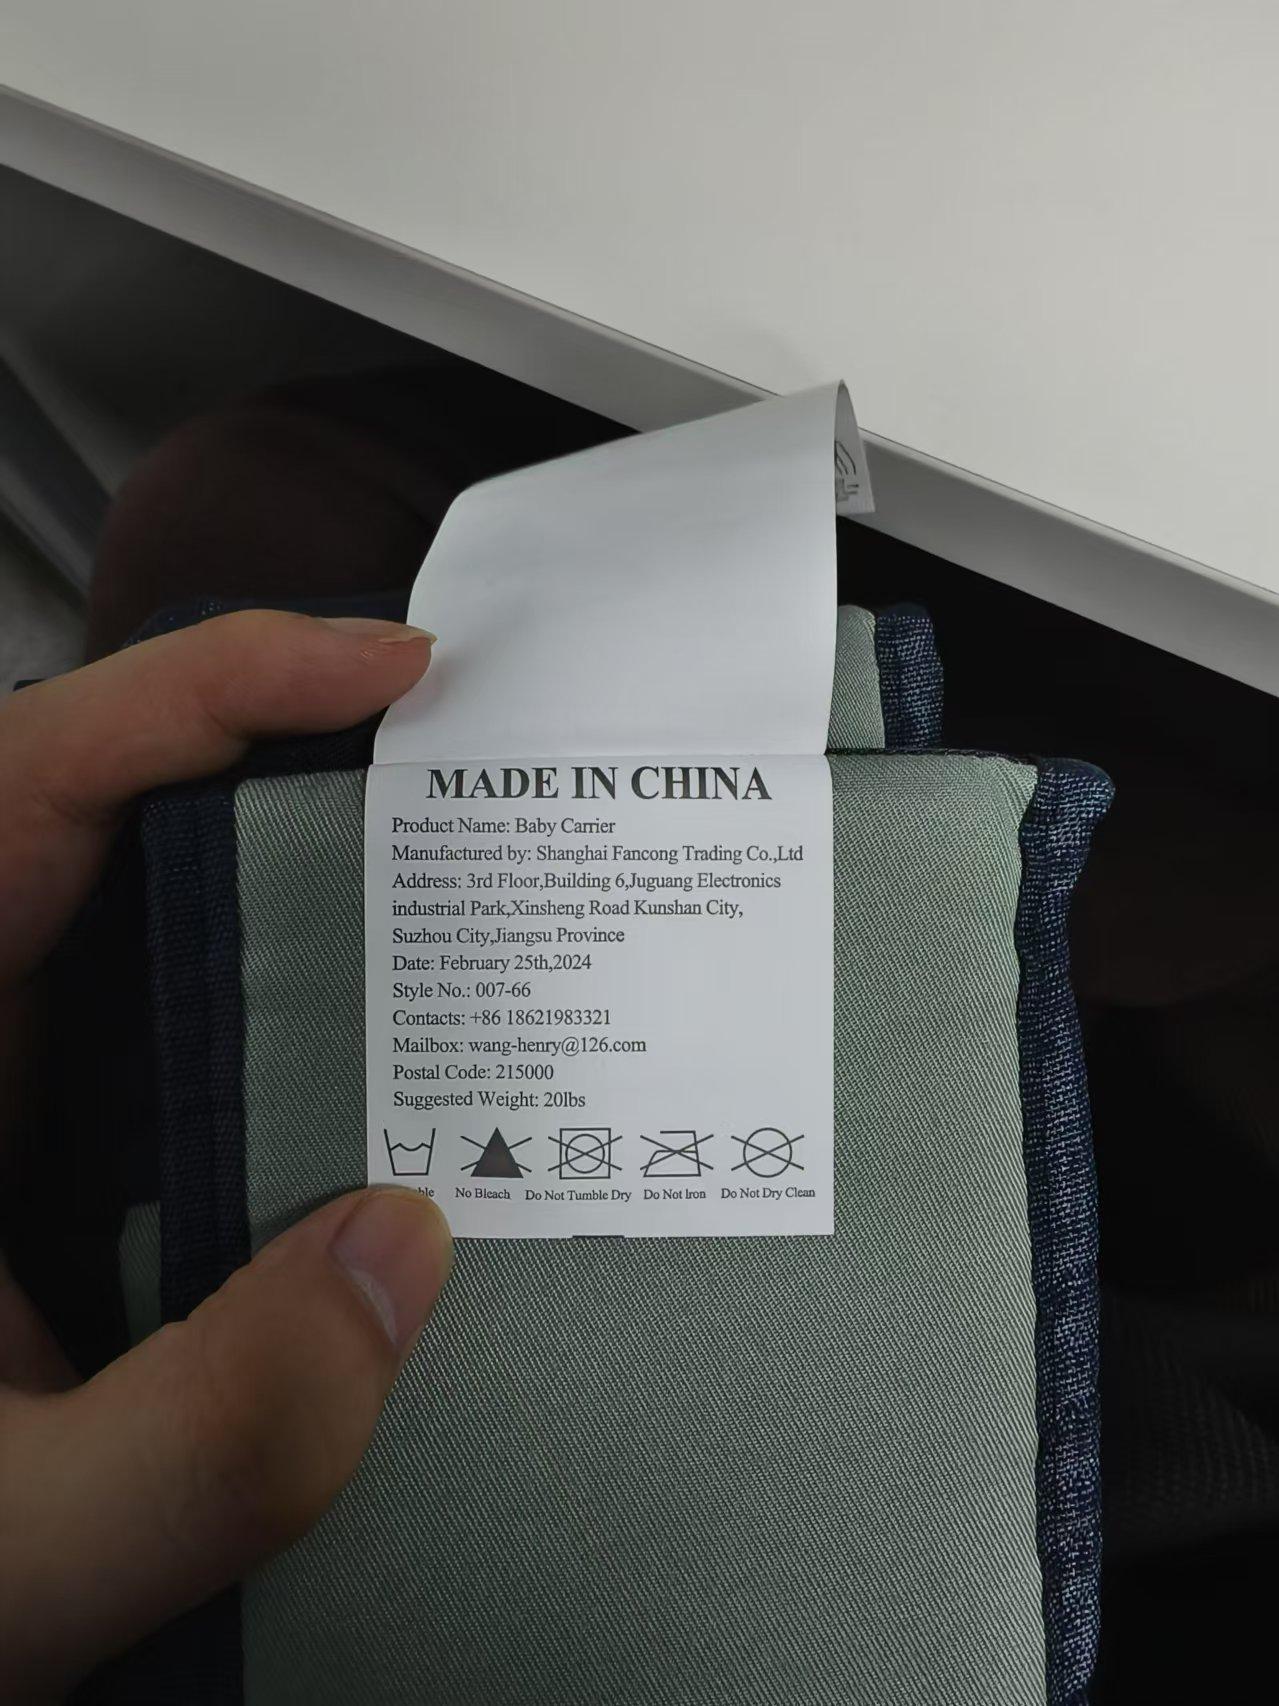 MADE IN CHINA
Product Name: Baby Carrier
Manufactured by: Shanghai Fancong Trading Co.,Ltd
Address: 3rd Floor,Building 6,Juguang Electronics
industrial Park,Xinsheng Road Kunshan City,
Suzhou City,Jiangsu Province
Date: February 25th,2024
Style No.: 007-66
Contacts: +86 18621983321
Mailbox: wang-henry@126.com
Postal Code: 215000
Suggested Weight: 20lbs
No Bleach Do Not Tumble Dry Do Not Iron Do Not Dry Clean